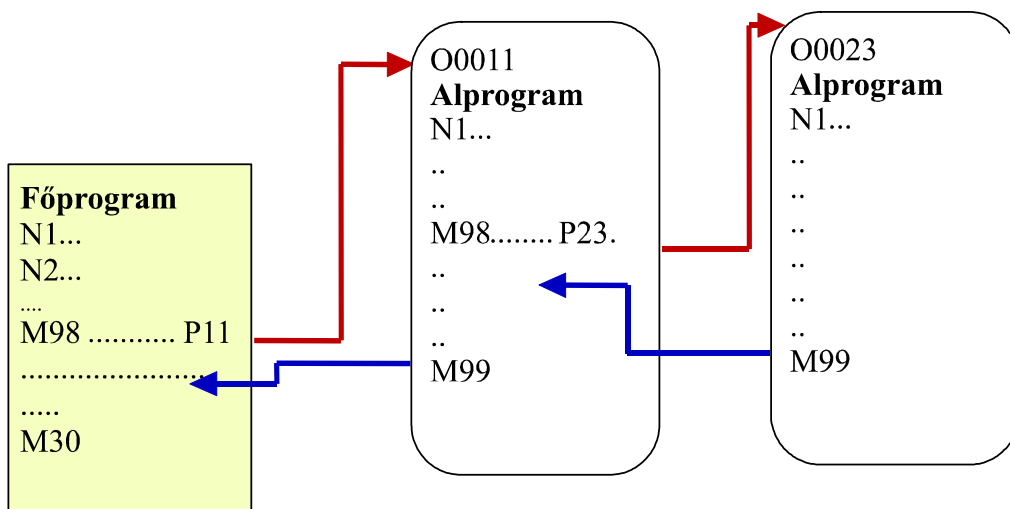 Főprogram
N1...
N2...
....
M98 ........... P11
.......................
.....
M30
O0011
Alprogram
N1...
..
..
M98........ P23.
..
..
..
M99
O0023
Alprogram
N1...
..
..
..
..
..
..
M99